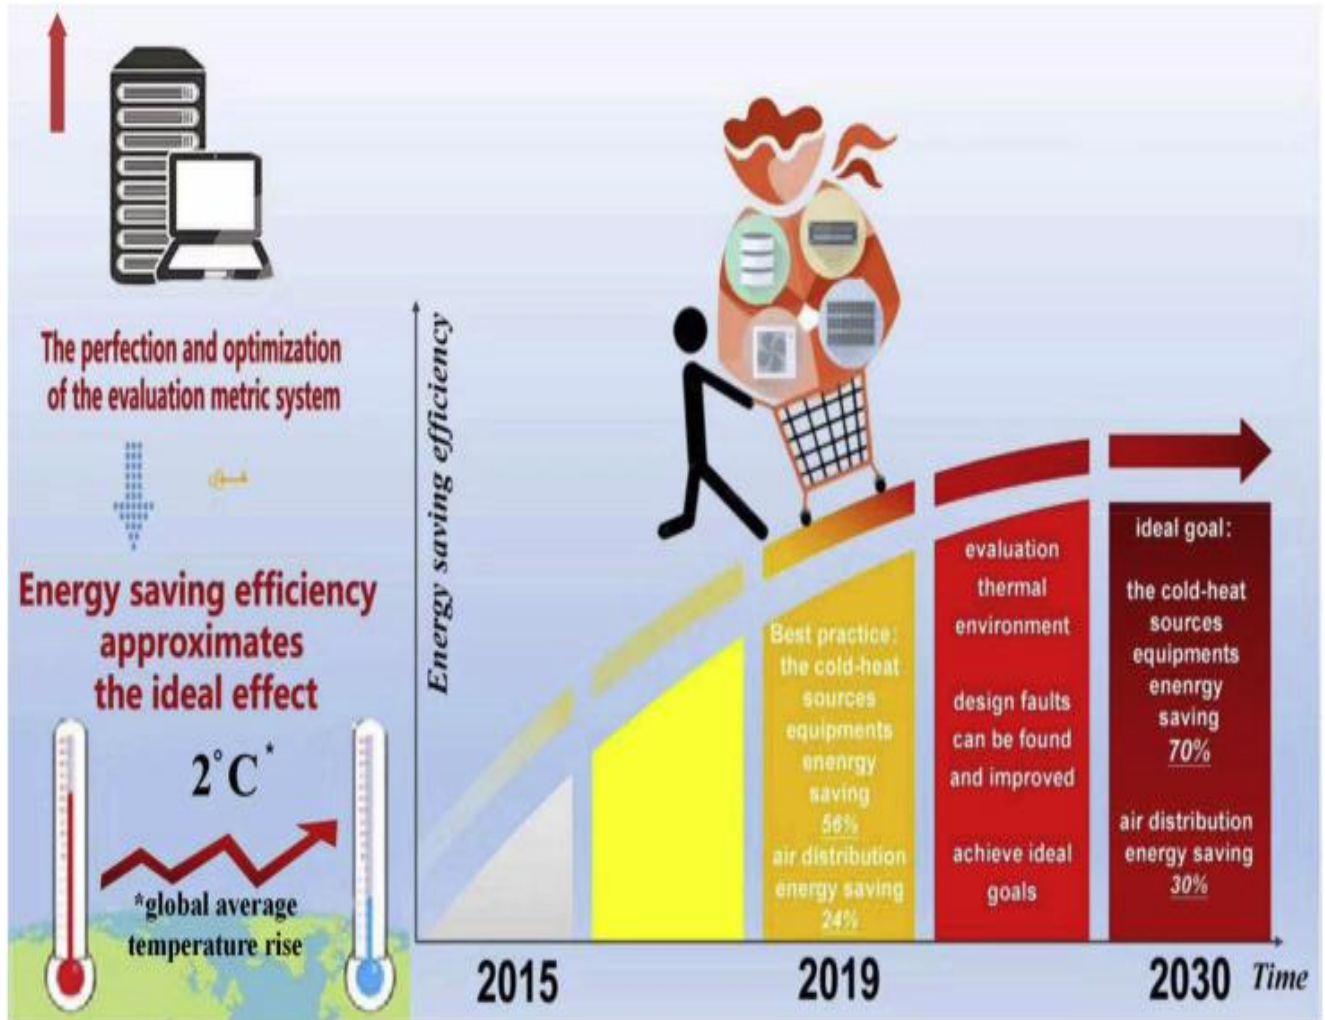 The perfection and optimization
of the evaluation metric system
Energy saving efficiency
approximates
the ideal effect
2°C*
*global average
temperature rise
Energy saving efficiency
Best practice:
the cold-heat
sources
equipments
enenrgy
saving
56%
air distribution
energy saving
24%
evaluation
thermal
environment
design faults
can be found
and improved
achieve ideal
goals
ideal goal:
the cold-heat
sources
equipments
enenrgy
saving
70%
air distribution
energy saving
30%
2015
2019
2030
Time